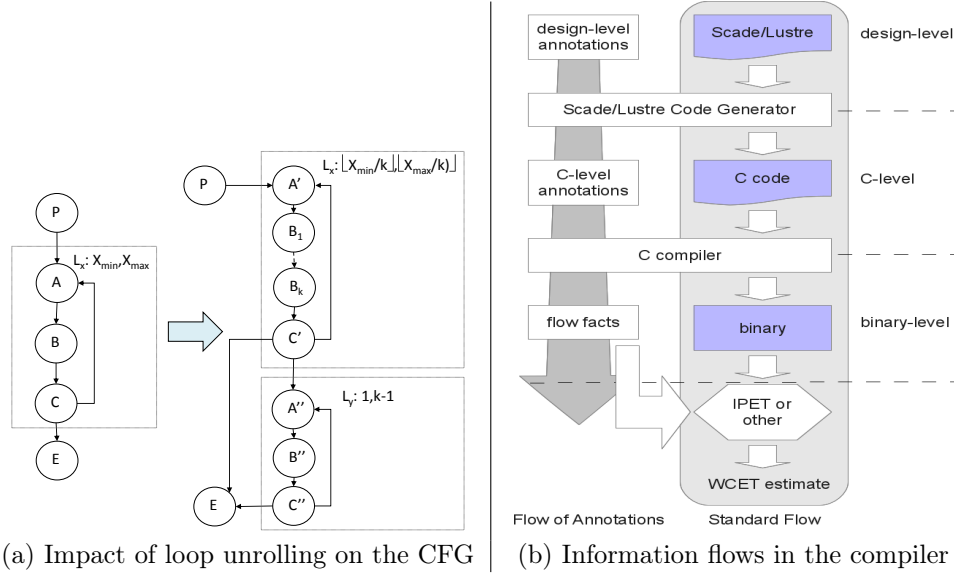 P
Lx: Xmin,Xmax
A
B
C
E
Lx: ⌊Xmin/k⌋,⌊Xmax/k)⌋
P
A'
B1
Bk
C'
Ly: 1,k-1
A''
B''
C''
E
(a) Impact of loop unrolling on the CFG
design-level
annotations
Scade/Lustre
design-level
Scade/Lustre Code Generator
C-level
annotations
C code
C-level
C compiler
flow facts
binary
binary-level
IPET or
other
WCET estimate
Flow of Annotations
Standard Flow
(b) Information flows in the compiler